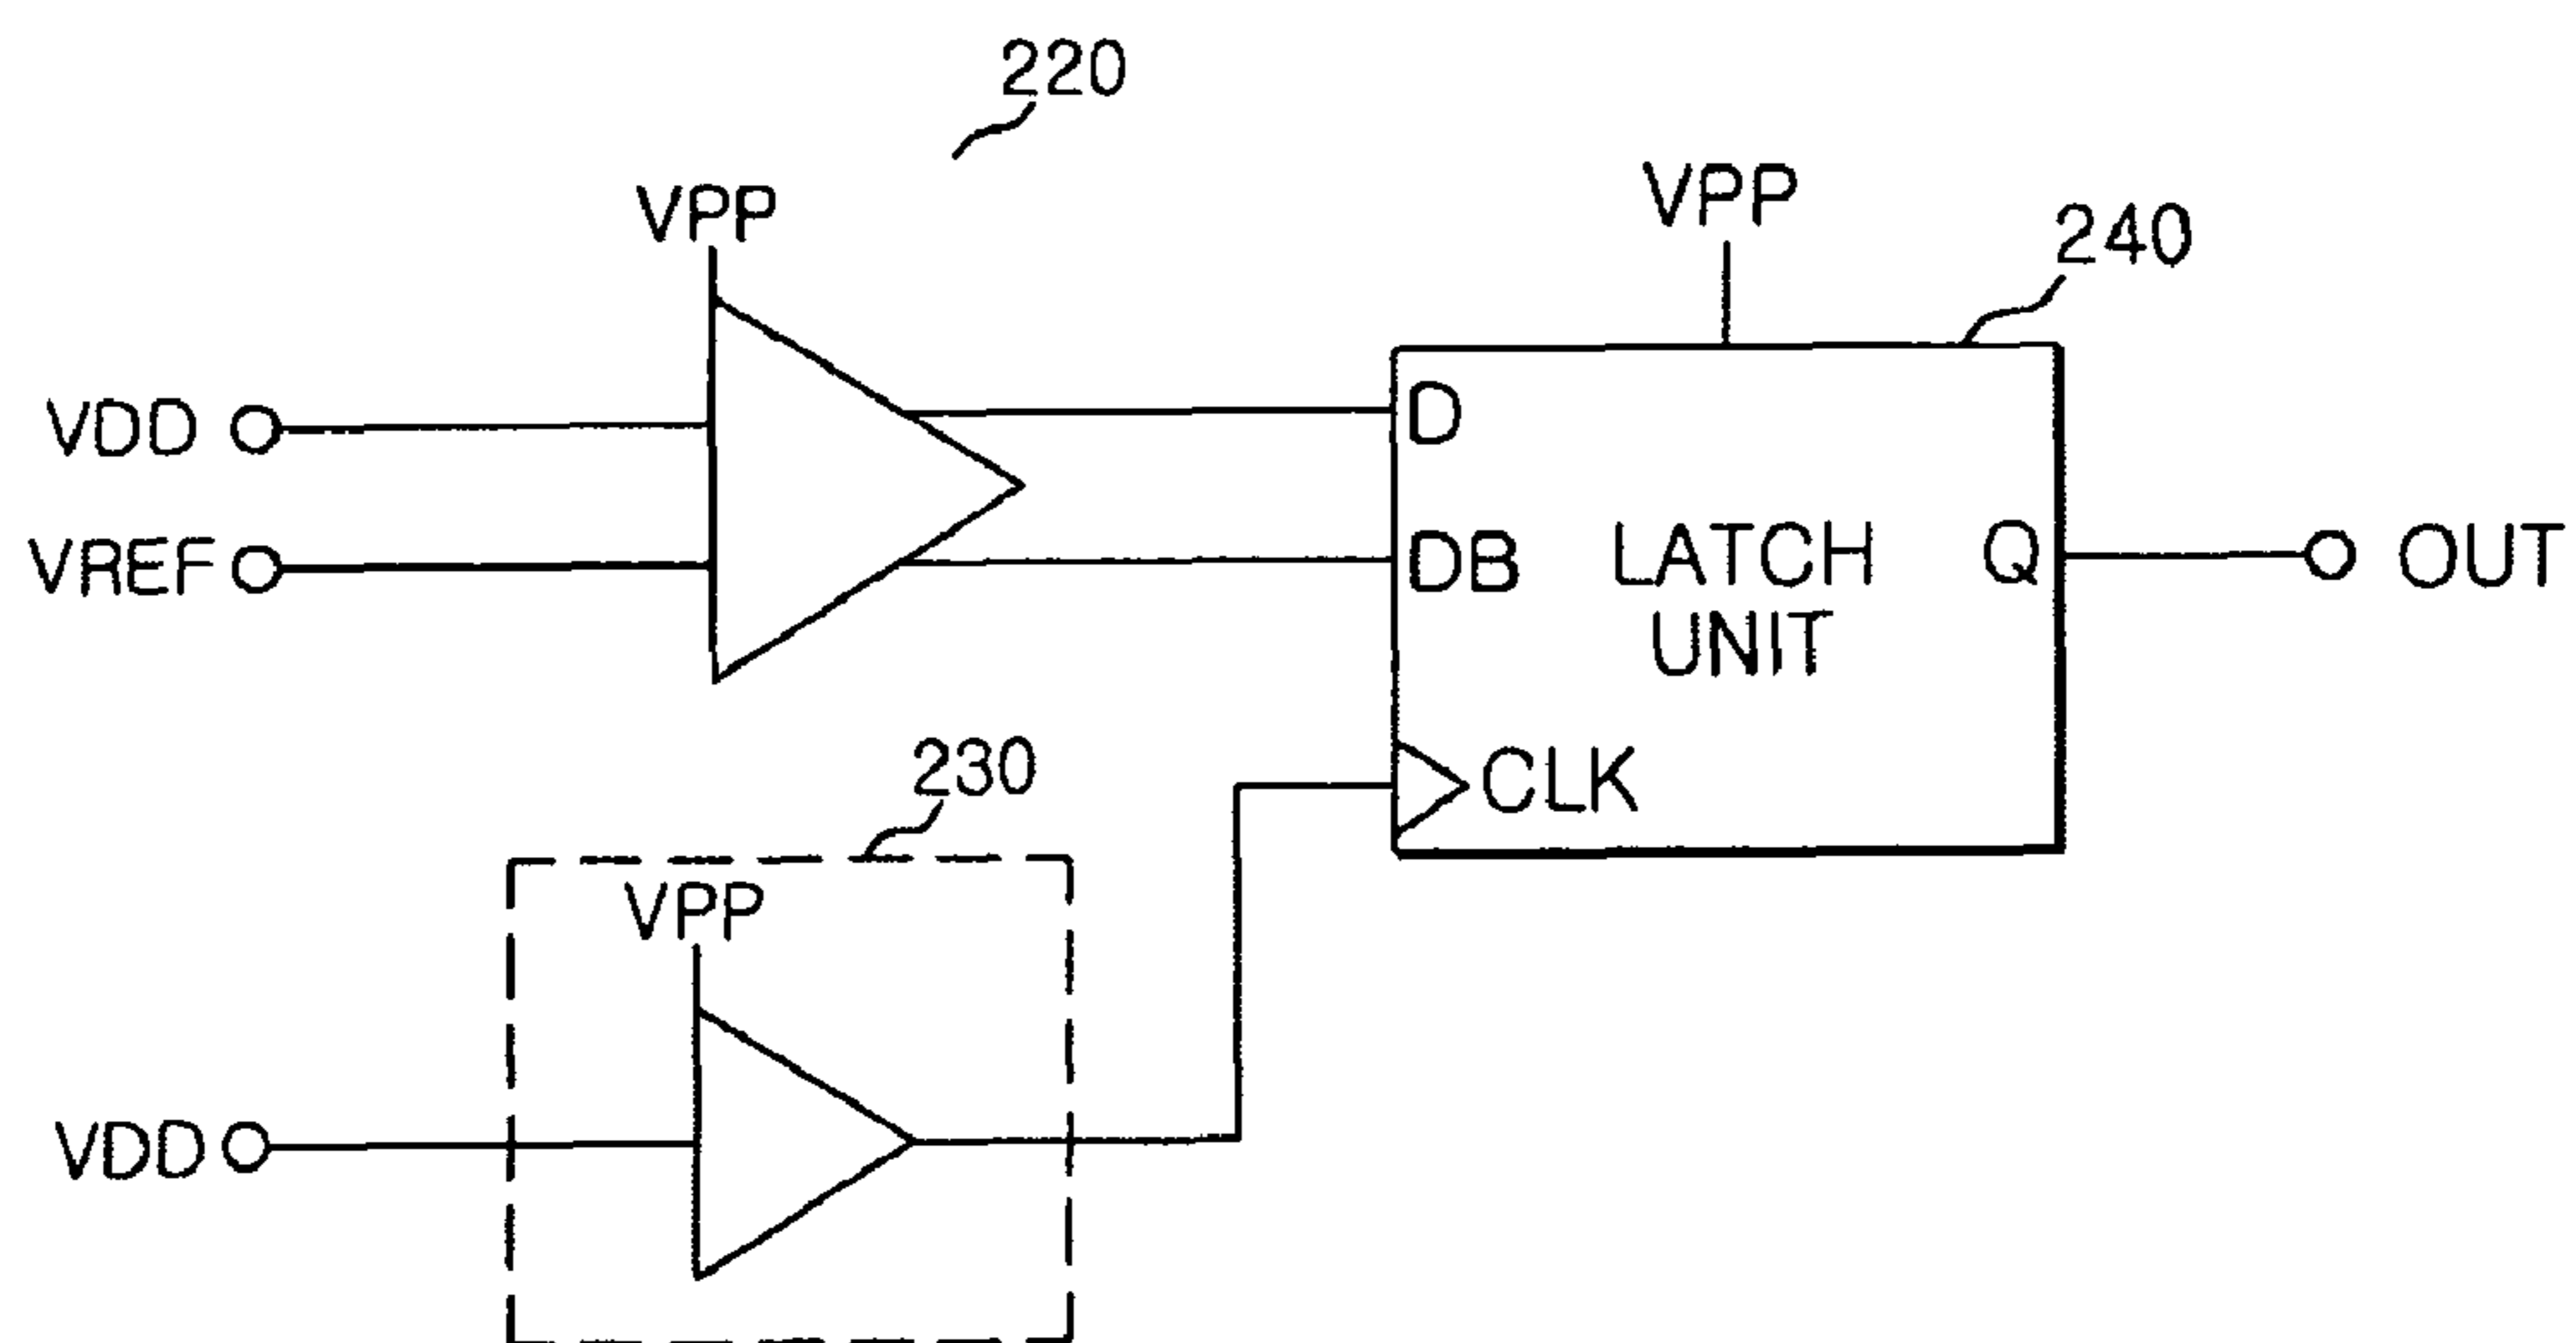 220
VPP
VPP
240
VDD
D
VREF
DB
LATCH
UNIT
Q
OUT
CLK
230
VPP
VDD